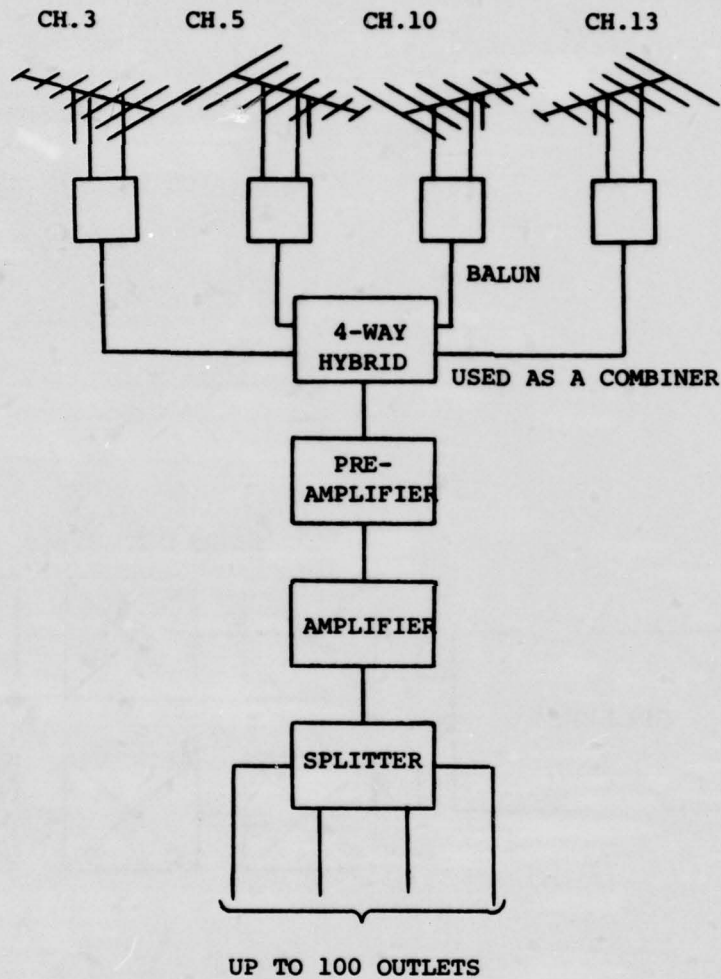 CH.3 CH.5 CH.10 CH.13
BALUN
4-WAY
HYBRID
USED AS A COMBINER
PRE-
AMPLIFIER
AMPLIFIER
SPLITTER
UP TO 100 OUTLETS